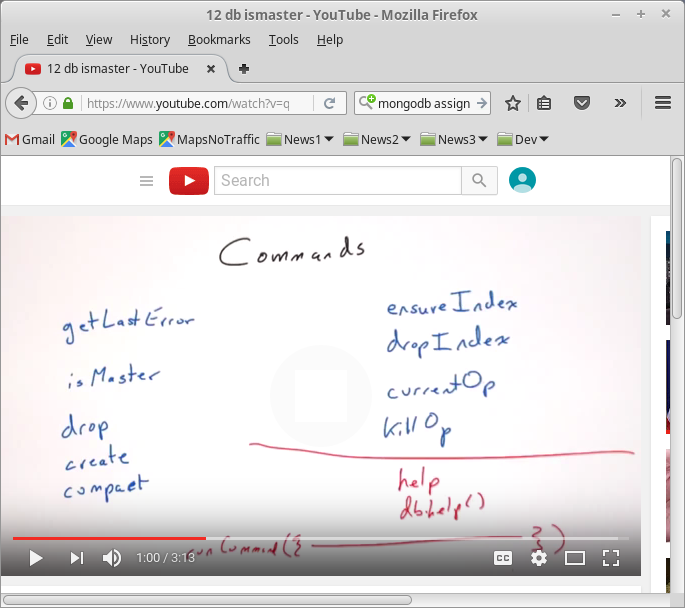 12 db ismaster - YouTube - Mozilla Firefox
File Edit View History Bookmarks Tools Help
12 db ismaster - YouTube
https://www.youtube.com/watch?v=q mongodb assign
Gmail Google Maps MapsNoTraffic News1 News2 News3 Dev
Search
Commands
getLastError
isMaster
drop
create
compact
ensureIndex
dropIndex
currentOp
killOp
help
db.help()
runCommand({ })
1:00 / 3:13 CC